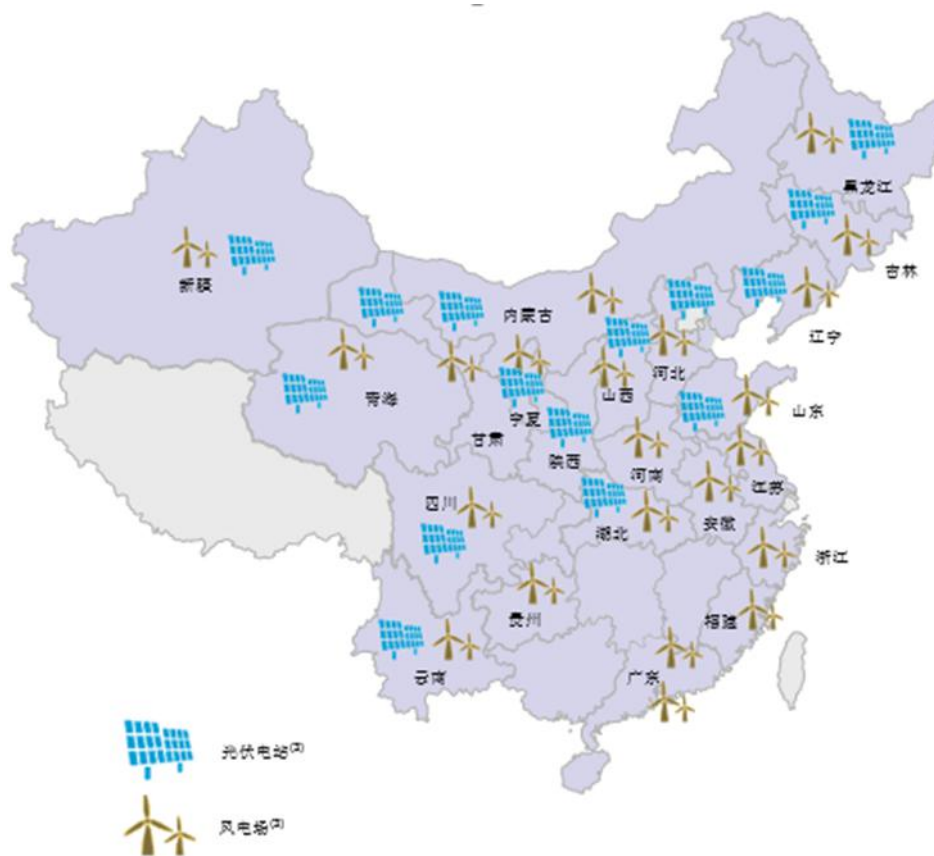 黑龙江
吉林
新疆
内蒙古
辽宁
河北
山西
青海
宁夏
山东
甘肃
陕西
河南
江苏
四川
湖北
安徽
浙江
贵州
福建
云南
广东
光伏电站⁽²⁾
风电场⁽²⁾